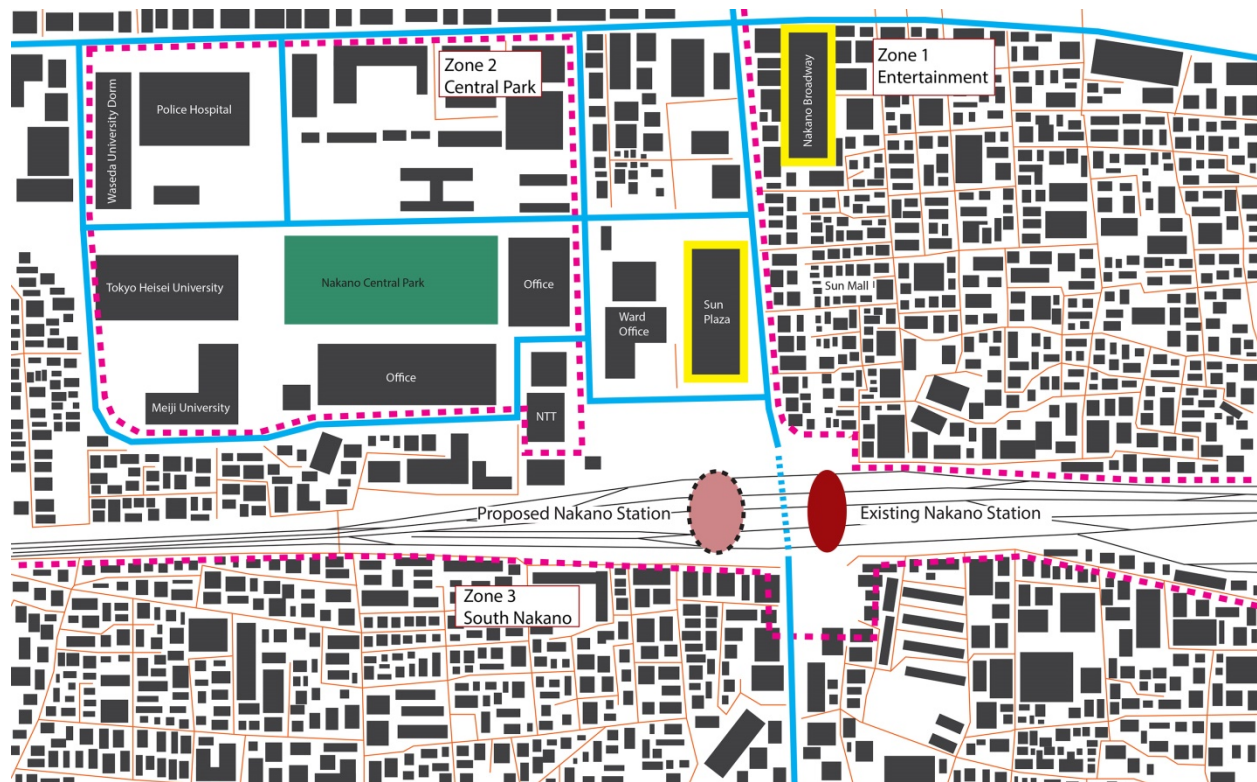 Zone 2
Central Park
Zone 1
Entertainment
Waseda University Dorm
Police Hospital
Nakano Broadway
Tokyo Heisei University
Nakano Central Park
Office
Sun Mall
Ward
Office
Sun
Plaza
Office
Meiji University
NTT
Proposed Nakano Station
Existing Nakano Station
Zone 3
South Nakano